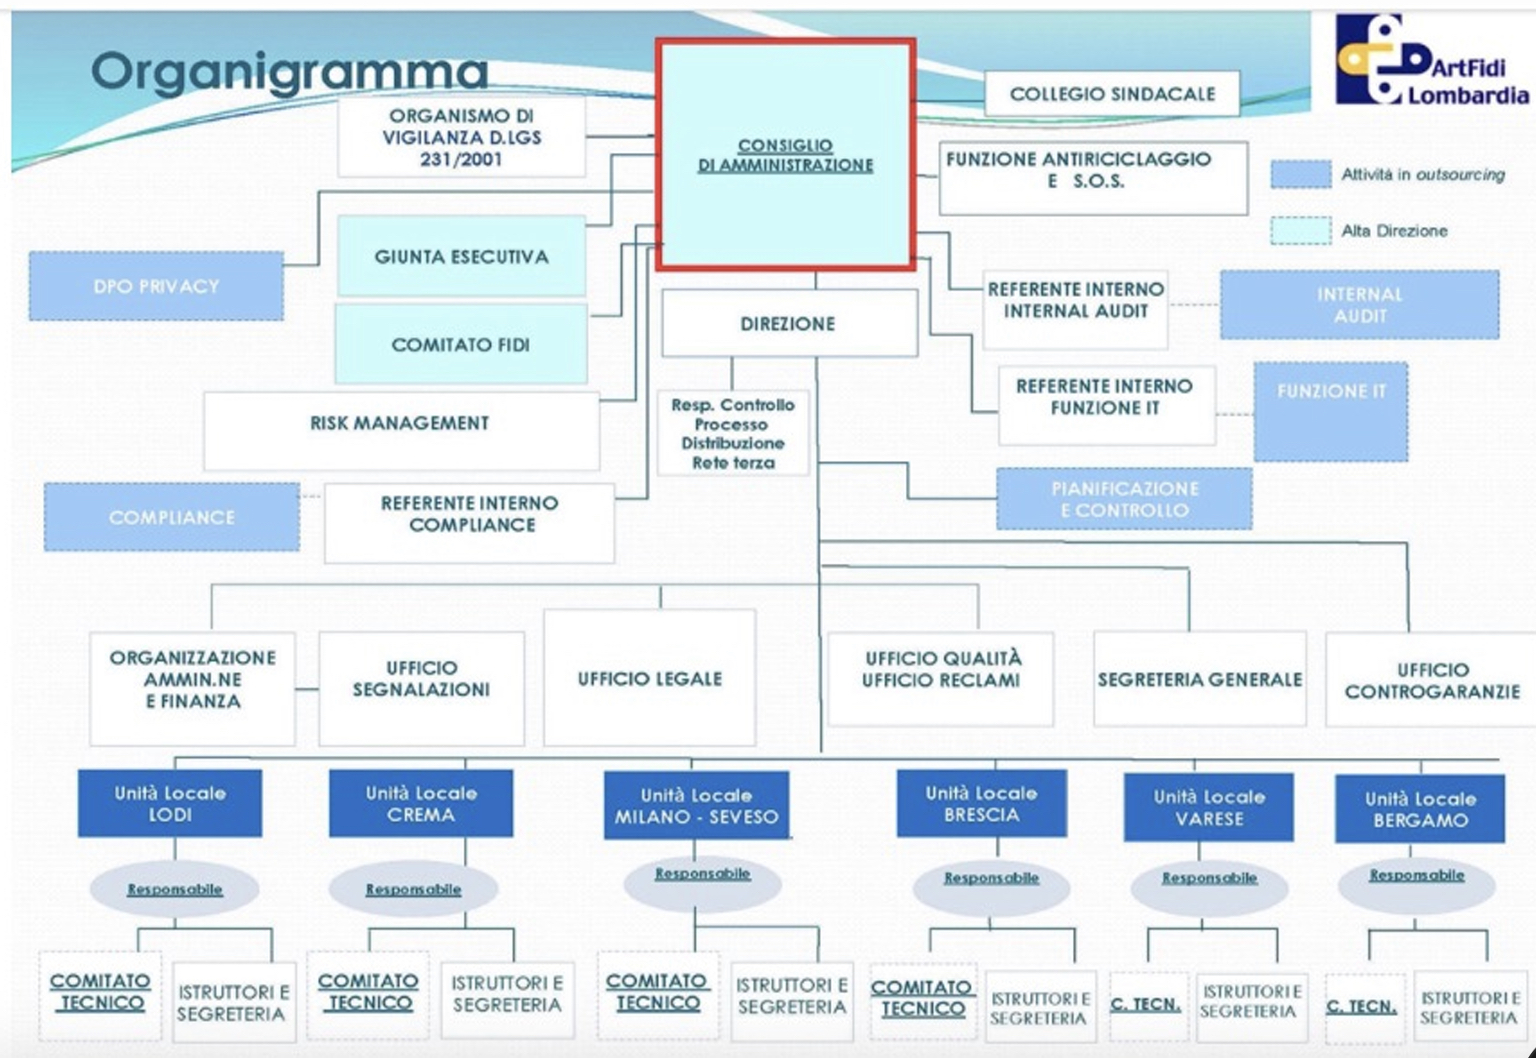 Organigramma
ArtFidi
Lombardia
COLLEGIO SINDACALE
ORGANISMO DI
VIGILANZA D.LGS
231/2001
CONSIGLIO
DI AMMINISTRAZIONE
FUNZIONE ANTIRICICLAGGIO
E S.O.S.
Attività in outsourcing
Alta Direzione
GIUNTA ESECUTIVA
DPO PRIVACY
REFERENTE INTERNO
INTERNAL AUDIT
INTERNAL
AUDIT
DIREZIONE
COMITATO FIDI
REFERENTE INTERNO
FUNZIONE IT
FUNZIONE IT
RISK MANAGEMENT
Resp. Controllo
Processo
Distribuzione
Rete terza
COMPLIANCE
REFERENTE INTERNO
COMPLIANCE
PIANIFICAZIONE
E CONTROLLO
ORGANIZZAZIONE
AMMIN.NE
E FINANZA
UFFICIO
SEGNALAZIONI
UFFICIO LEGALE
UFFICIO QUALITÀ
UFFICIO RECLAMI
SEGRETERIA GENERALE
UFFICIO
CONTROGARANZIE
Unità Locale
LODI
Unità Locale
CREMA
Unità Locale
MILANO - SEVESO
Unità Locale
BRESCIA
Unità Locale
VARESE
Unità Locale
BERGAMO
Responsabile
Responsabile
Responsabile
Responsabile
Responsabile
Responsabile
COMITATO
TECNICO
ISTRUTTORI E
SEGRETERIA
COMITATO
TECNICO
ISTRUTTORI E
SEGRETERIA
COMITATO
TECNICO
ISTRUTTORI E
SEGRETERIA
COMITATO
TECNICO
ISTRUTTORI E
SEGRETERIA
C. TECN.
ISTRUTTORI E
SEGRETERIA
C. TECN.
ISTRUTTORI E
SEGRETERIA